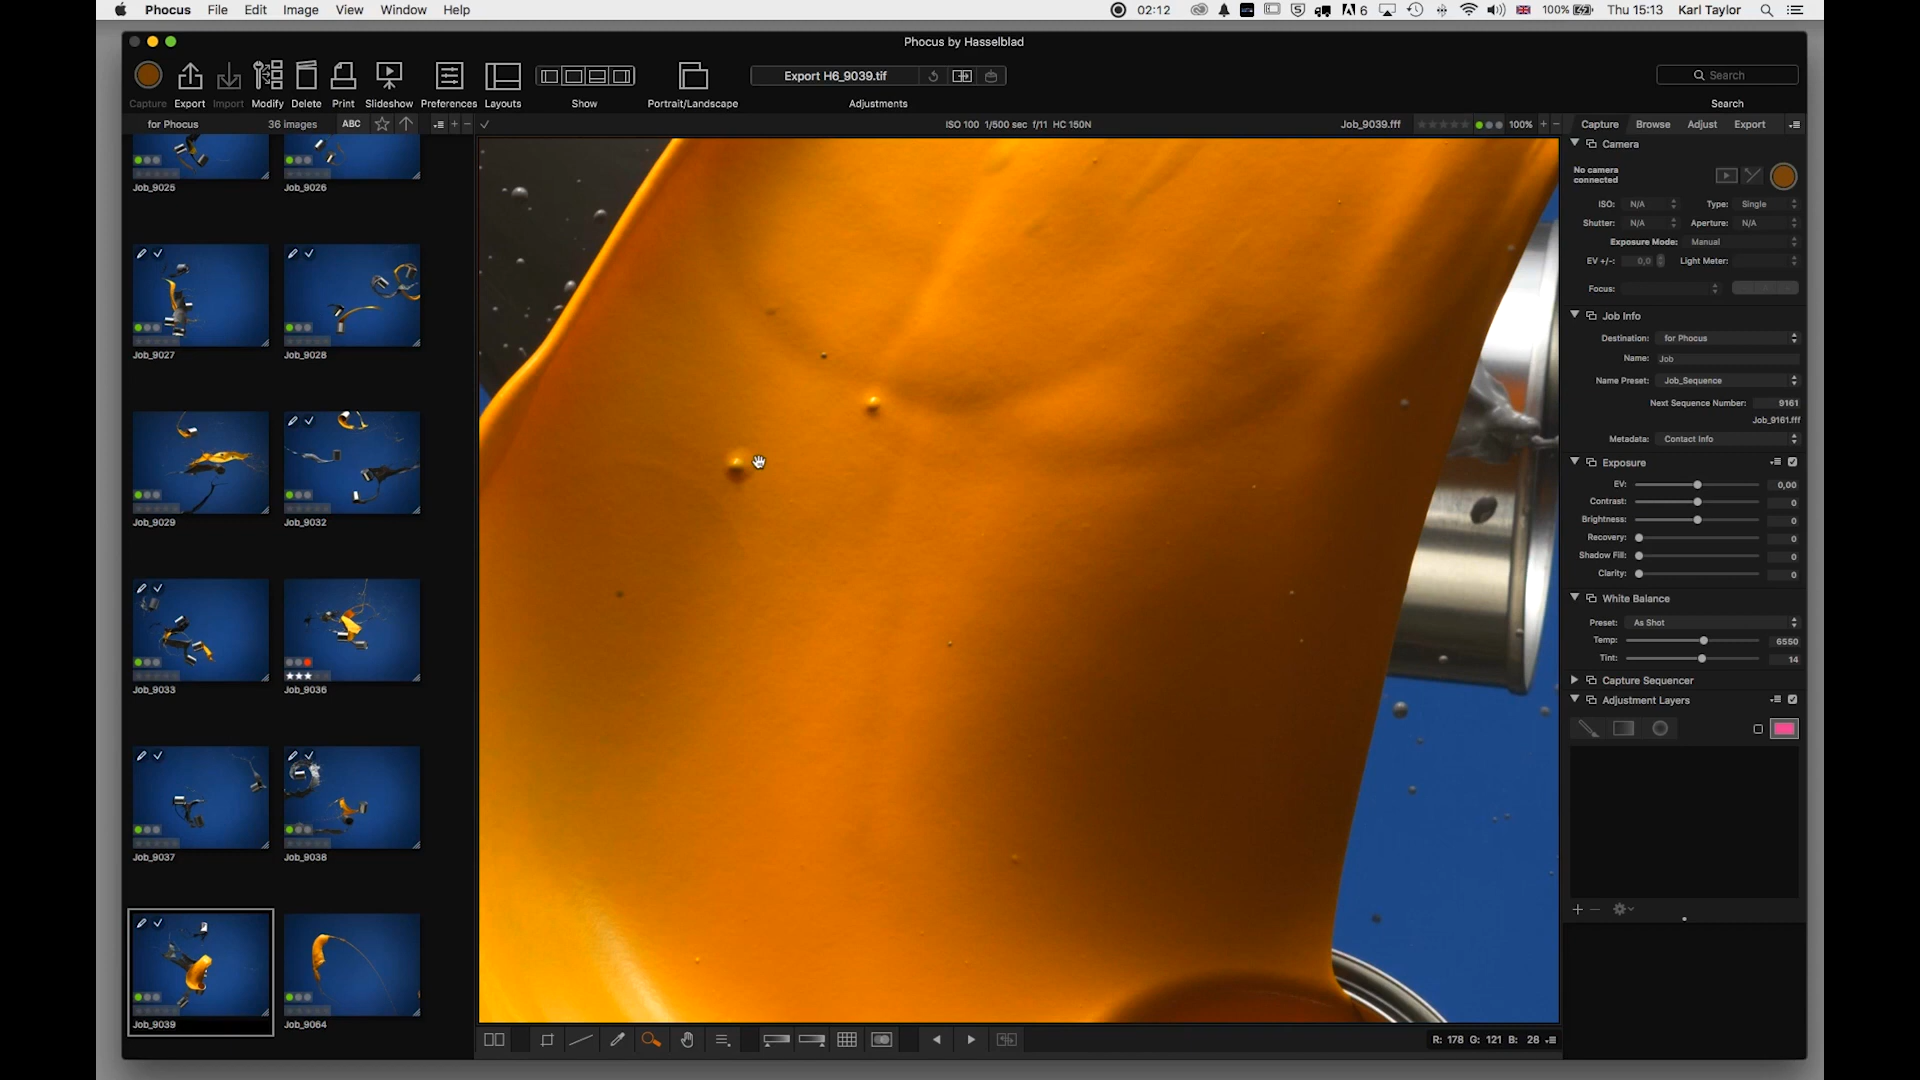 Phocus File Edit Image View Window Help
02:12 6 100% Thu 15:13 Karl Taylor
Phocus by Hasselblad
Export H6_9039.tif
Search
Capture Export Import Modify Delete Print Slideshow Preferences Layouts Show Portrait/Landscape Adjustments Search
for Phocus 36 images ABC
ISO 100 1/500 sec f/11 HC 150N
Job_9039.fff 100%
Capture Browse Adjust Export
Camera
No camera
connected
ISO: N/A Type: Single
Shutter: N/A Aperture: N/A
Exposure Mode: Manual
EV +/-: 0,0 Light Meter:
Focus:
Job Info
Destination: for Phocus
Name: Job
Name Preset: Job_Sequence
Next Sequence Number: 9161
Job_9161.fff
Metadata: Contact Info
Exposure
EV: 0,00
Contrast: 0
Brightness: 0
Recovery: 0
Shadow Fill: 0
Clarity: 0
White Balance
Preset: As Shot
Temp: 6550
Tint: 14
Capture Sequencer
Adjustment Layers
Job_9025 Job_9026
Job_9027 Job_9028
Job_9029 Job_9032
Job_9033 Job_9036
Job_9037 Job_9038
Job_9039 Job_9064
R: 178 G: 121 B: 28